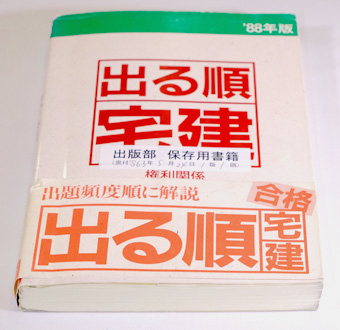 '88年版
出る順
宅建
出版部 保存用書籍
権利関係
出題頻度順に解説
合格
出る順
宅建